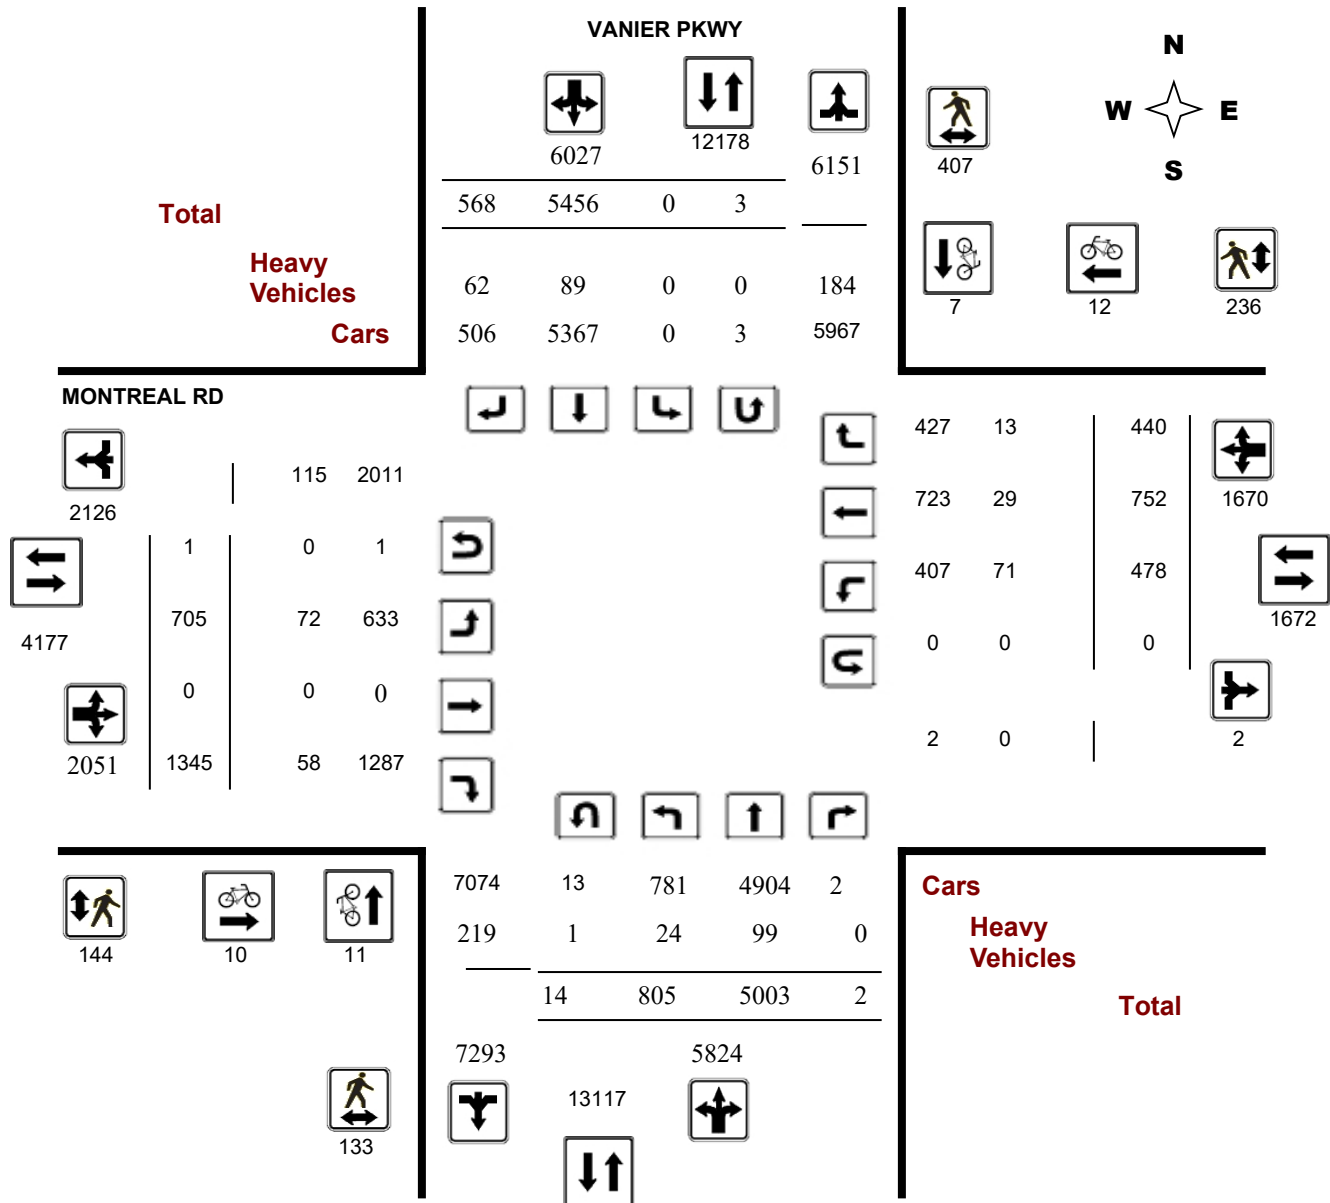 VANIER PKWY
N
W E
S
6027 12178 6151 407
568 5456 0 3
Total
Heavy
Vehicles
62 89 0 0 184
Cars
506 5367 0 3 5967
7 12 236
MONTREAL RD
427 13 440
115 2011
2126
723 29 752 1670
1 0 1
407 71 478
705 72 633
4177
1672
0 0 0
0 0 0
2051 1345 58 1287
2 0 2
7074 13 781 4904 2
Cars
219 1 24 99 0
Heavy
Vehicles
144 10 11
14 805 5003 2
Total
7293 5824
13117
133